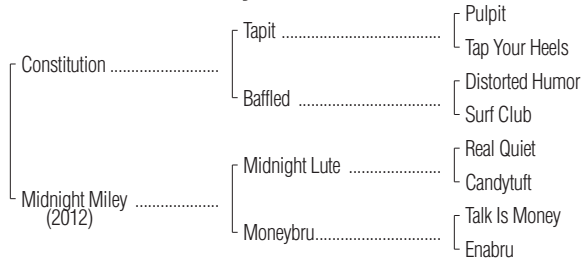 Pulpit
Tapit ..............................
Tap Your Heels
Constitution .....................
Distorted Humor
Baffled ...........................
Surf Club
Real Quiet
Midnight Lute .................
Candytuft
Midnight Miley ................
(2012)
Talk Is Money
Moneybru........................
Enabru